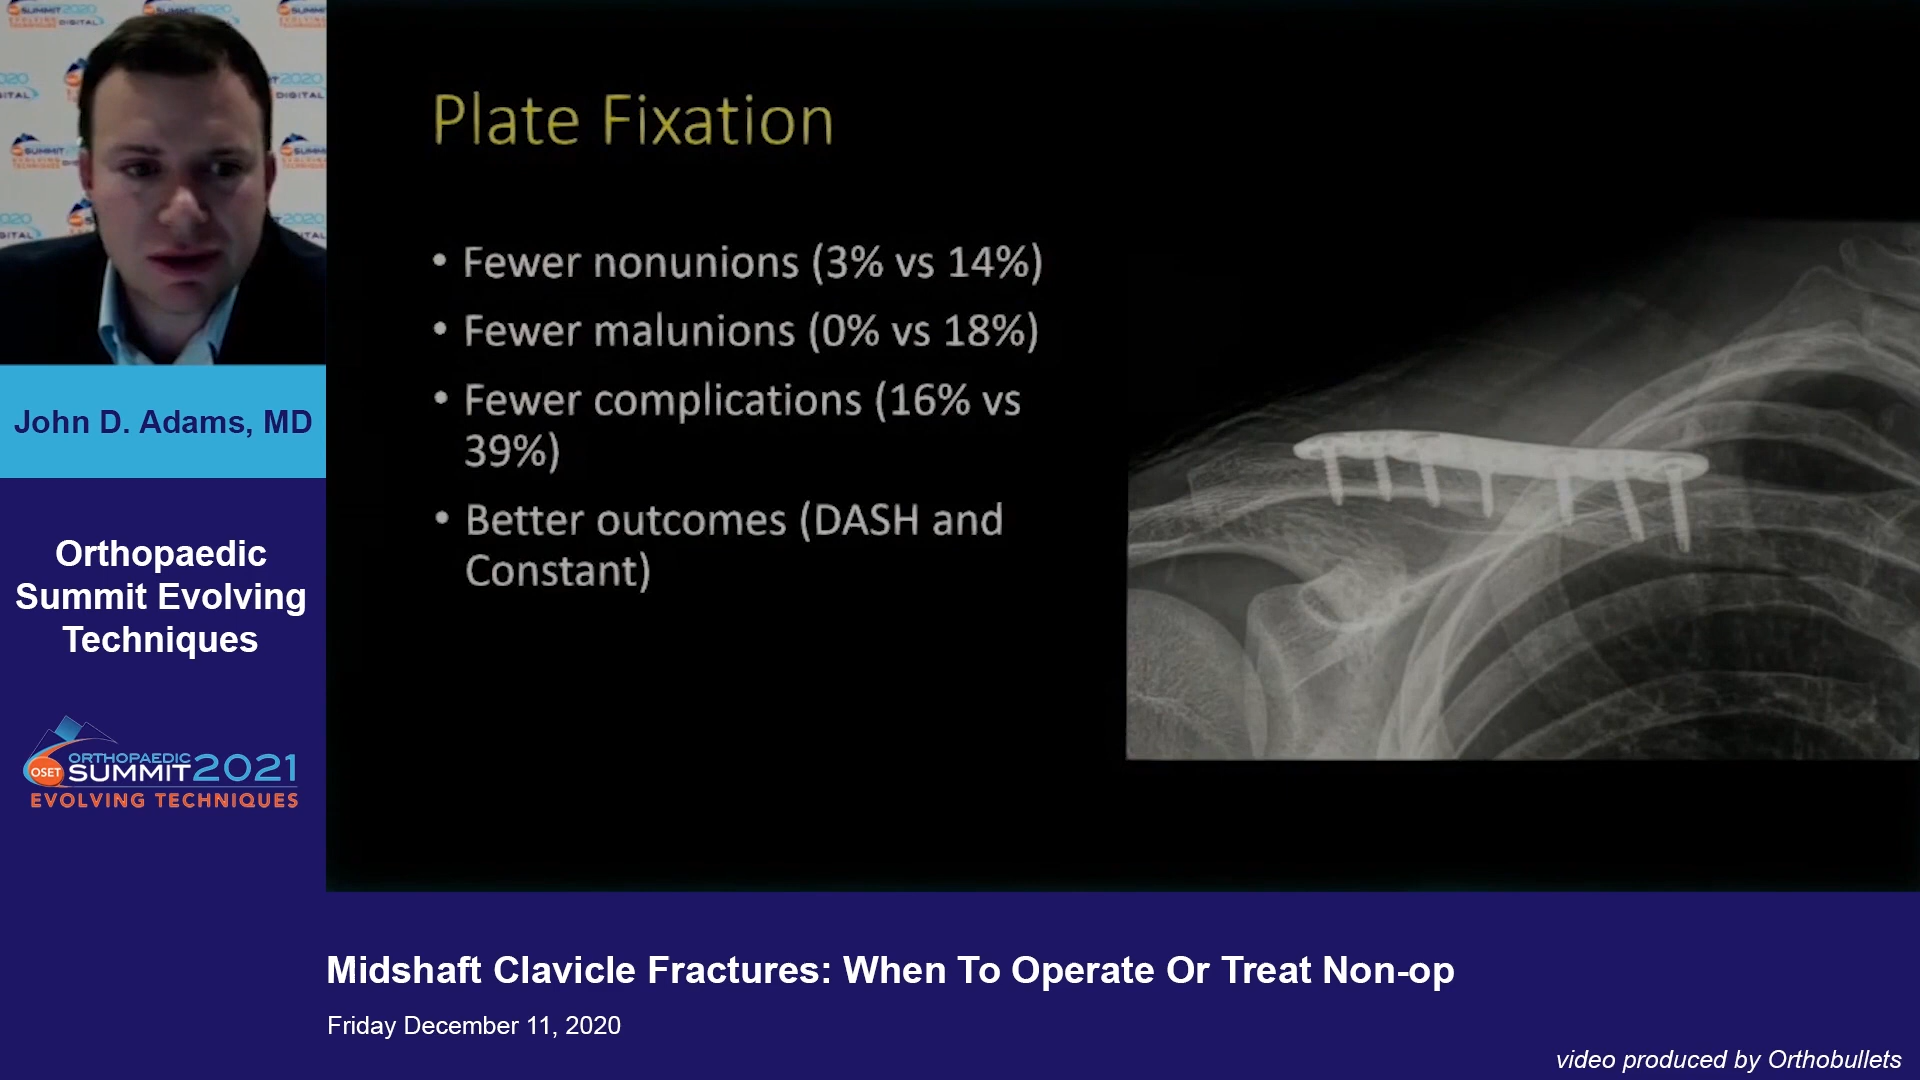 Plate Fixation
• Fewer nonunions (3% vs 14%)
• Fewer malunions (0% vs 18%)
• Fewer complications (16% vs
39%)
• Better outcomes (DASH and
Constant)
John D. Adams, MD
Orthopaedic
Summit Evolving
Techniques
OSET
ORTHOPAEDIC
SUMMIT 2021
EVOLVING TECHNIQUES
Midshaft Clavicle Fractures: When To Operate Or Treat Non-op
Friday December 11, 2020
video produced by Orthobullets